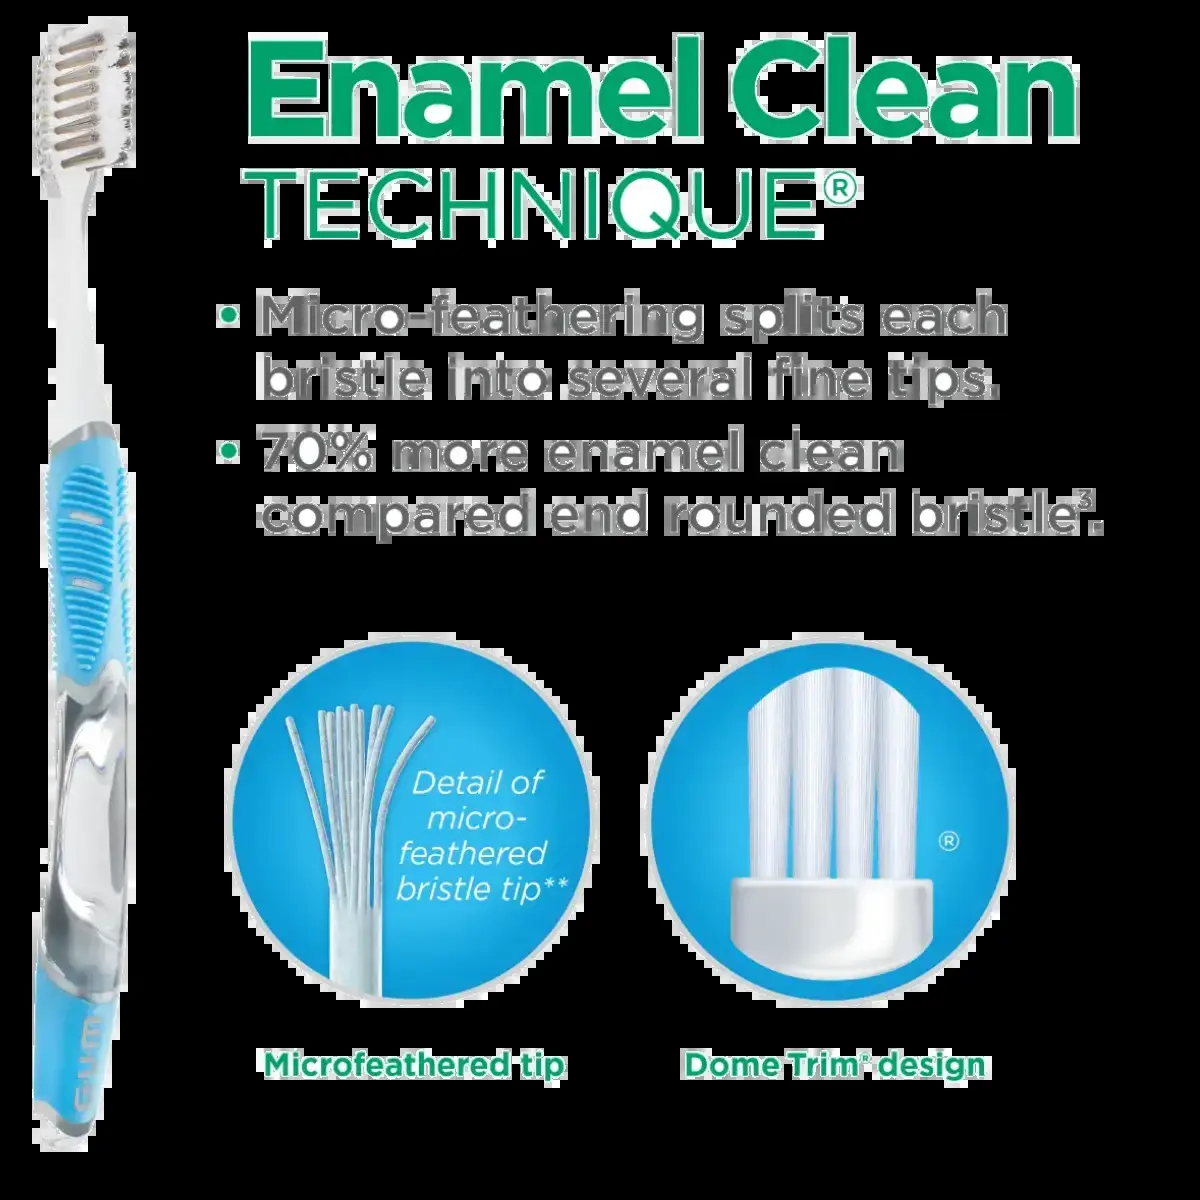 Enamel Clean
TECHNIQUE®
• Micro-feathering splits each
bristle into several fine tips.
• 70% more enamel clean
compared end rounded bristle³.
Detail of
micro-
feathered
bristle tip**
®
Microfeathered tip
Dome Trim® design
G·U·M